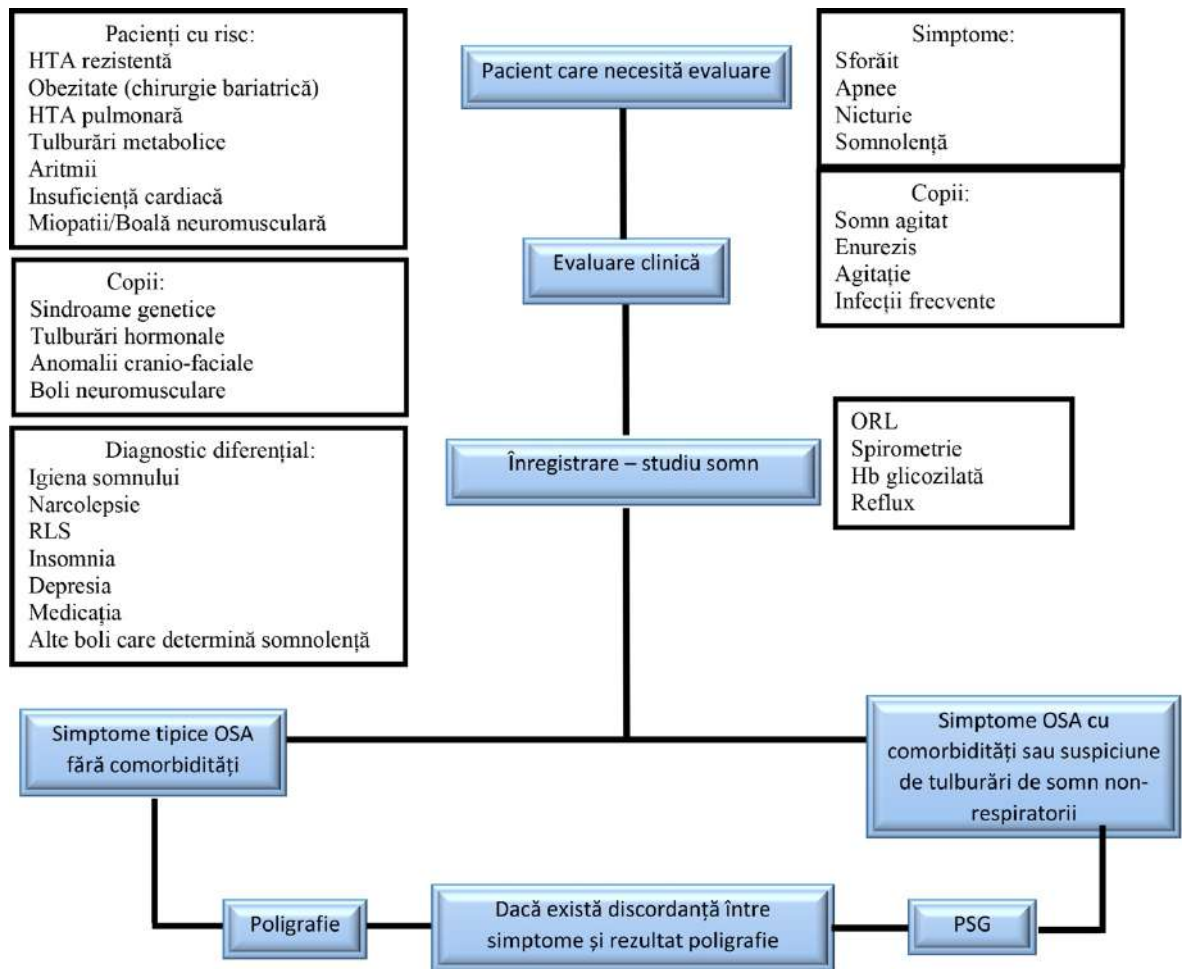 Pacienți cu risc:
HTA rezistentă
Obezitate (chirurgie bariatrică)
HTA pulmonară
Tulburări metabolice
Aritmii
Insuficiență cardiacă
Miopatii/Boală neuromusculară
Pacient care necesită evaluare
Simptome:
Sforăit
Apnee
Nicturie
Somnolență
Copii:
Somn agitat
Enurezis
Agitație
Infecții frecvente
Evaluare clinică
Copii:
Sindroame genetice
Tulburări hormonale
Anomalii cranio-faciale
Boli neuromusculare
Diagnostic diferențial:
Igiena somnului
Narcolepsie
RLS
Insomnia
Depresia
Medicația
Alte boli care determină somnolență
Înregistrare – studiu somn
ORL
Spirometrie
Hb glicozilată
Reflux
Simptome tipice OSA
fără comorbidități
Simptome OSA cu
comorbidități sau suspiciune
de tulburări de somn non-
respiratorii
Poligrafie
Dacă există discordanță între
simptome și rezultat poligrafie
PSG